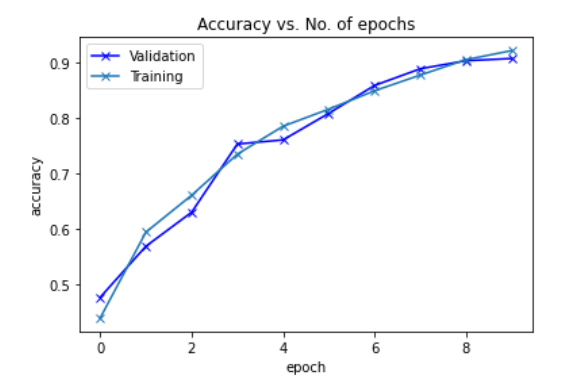 Accuracy vs. No. of epochs
Validation
Training
0.9
0.8
0.7
0.6
0.5
accuracy
0 2 4 6 8
epoch